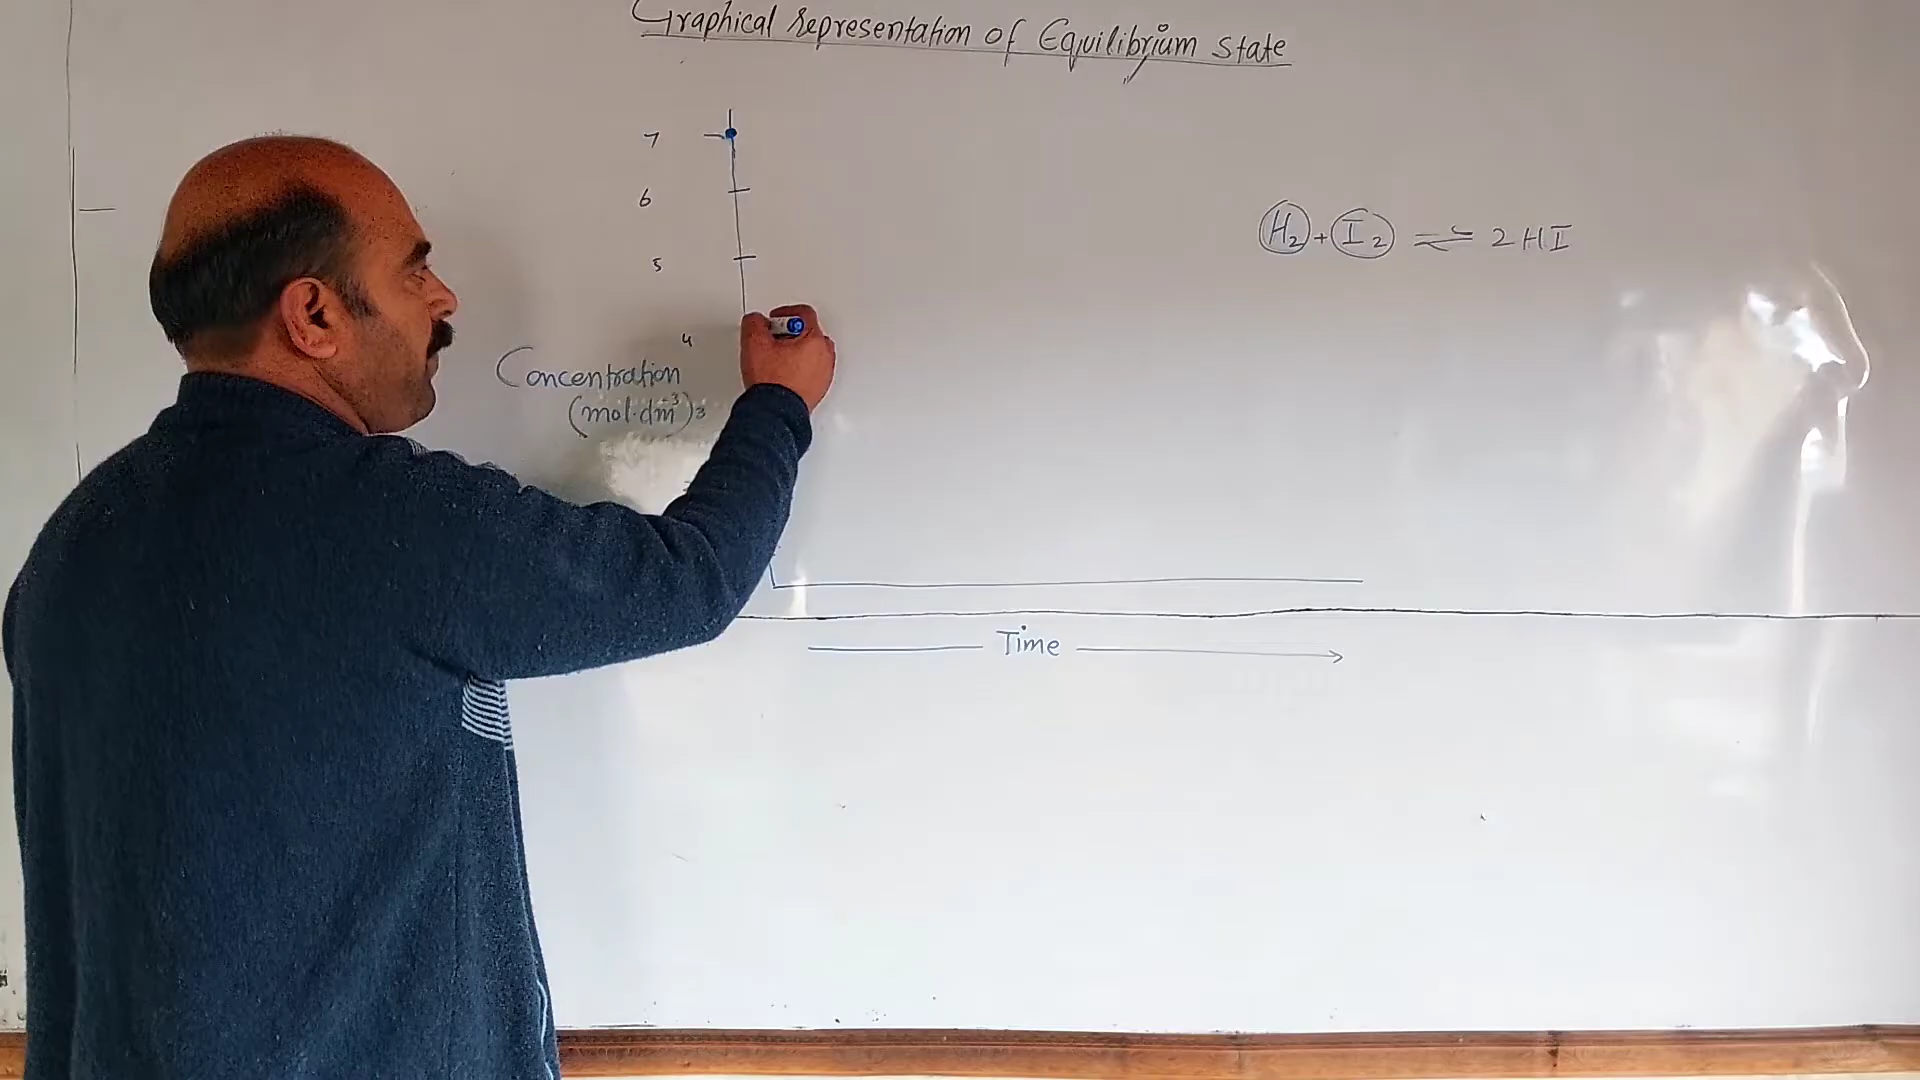 Graphical representation of Equilibrium state
7
6
H₂ + I₂ ⇌ 2HI
5
4
Concentration
(mol.dm⁻³)
3
Time